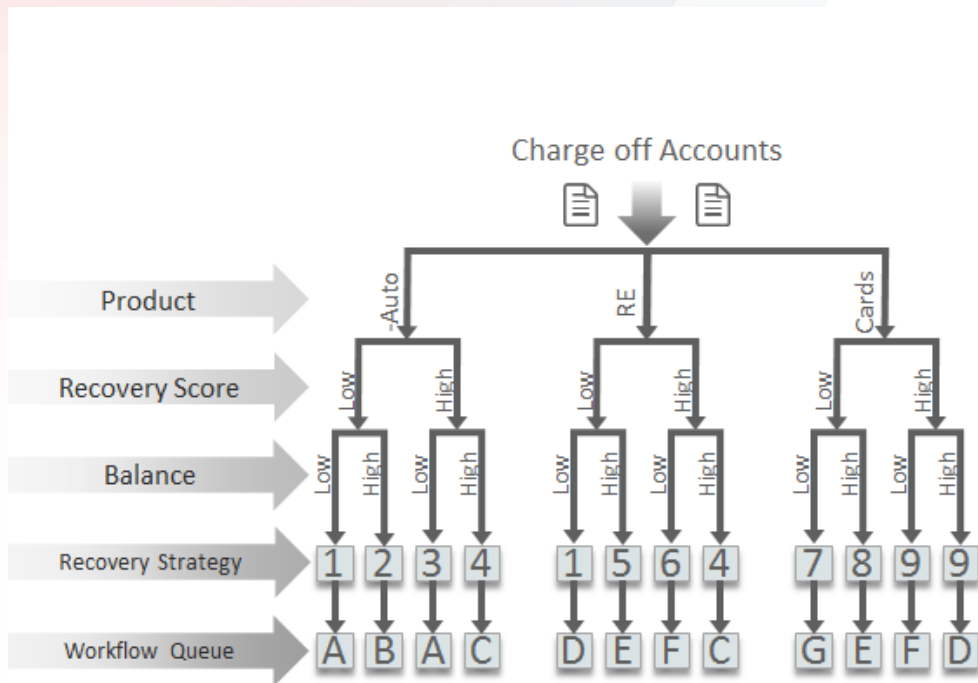 Charge off Accounts
Product
-Auto
RE
Cards
Recovery Score
Low
High
Low
High
Low
High
Balance
Low
High
Low
High
Low
High
Low
High
Low
High
Low
High
Recovery Strategy
1 2 3 4 1 5 6 4 7 8 9 9
Workflow Queue
A B A C D E F C G E F D